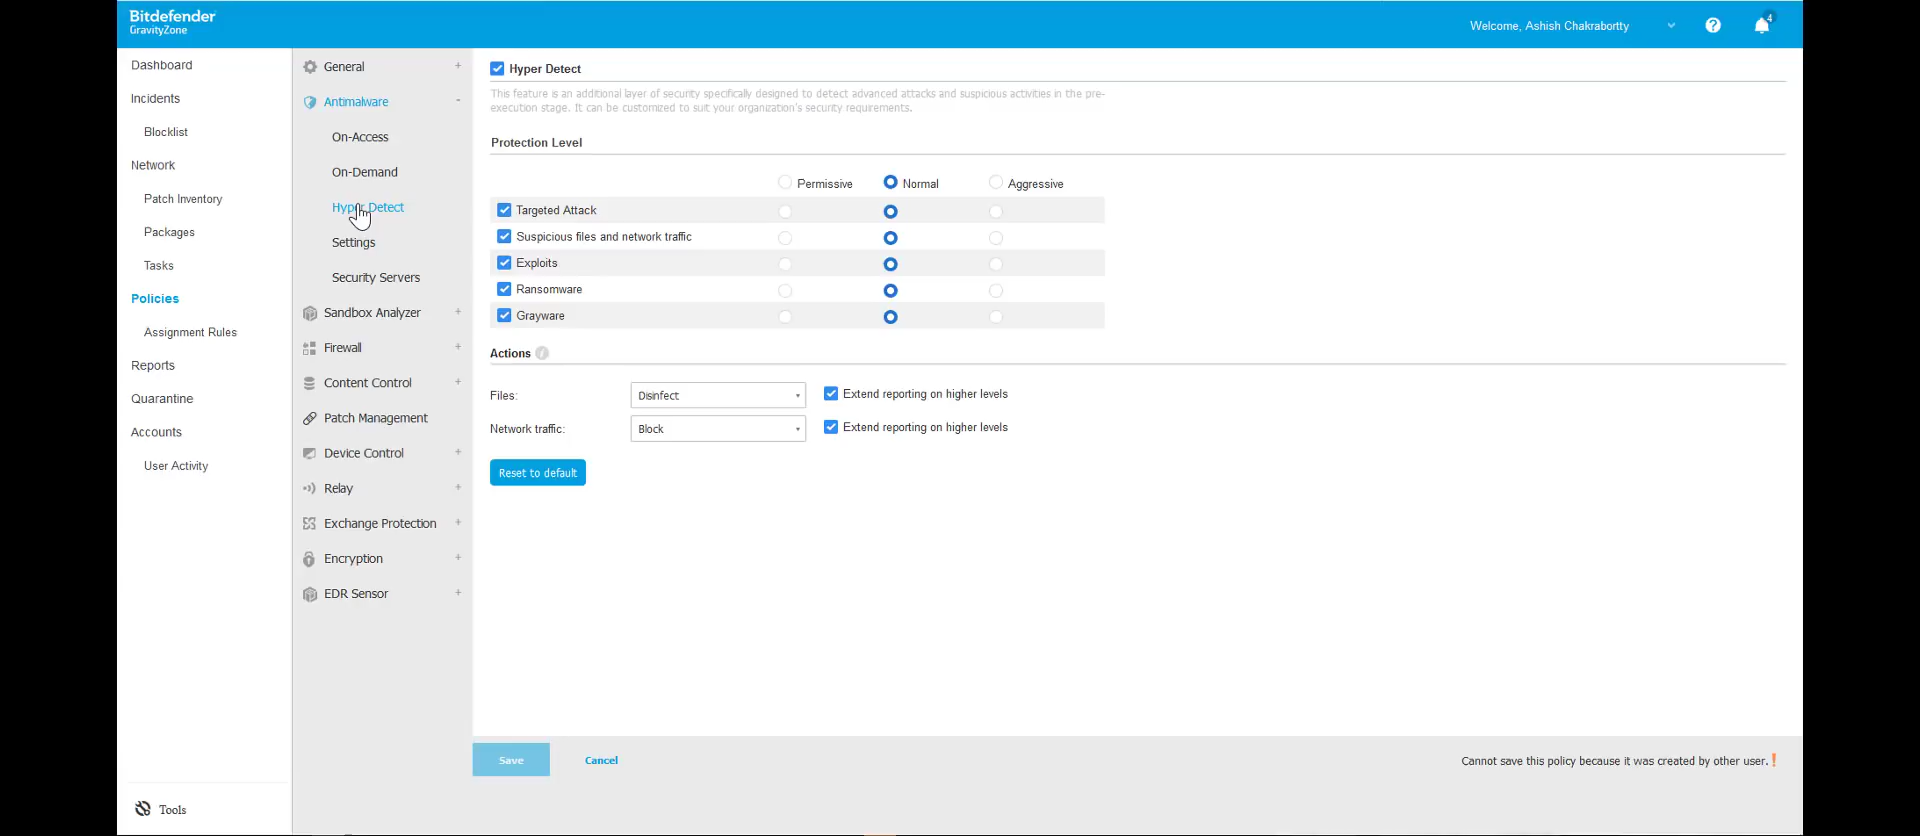 Bitdefender
GravityZone
Welcome, Ashish Chakrabortty
4
Dashboard
Incidents
Blocklist
Network
Patch Inventory
Packages
Tasks
Policies
Assignment Rules
Reports
Quarantine
Accounts
User Activity
Tools
General +
Antimalware -
On-Access
On-Demand
Hyper Detect
Settings
Security Servers
Sandbox Analyzer +
Firewall +
Content Control +
Patch Management
Device Control +
Relay +
Exchange Protection +
Encryption +
EDR Sensor +
Hyper Detect
This feature is an additional layer of security specifically designed to detect advanced attacks and suspicious activities in the pre-
execution stage. It can be customized to suit your organization's security requirements.
Protection Level
Permissive Normal Aggressive
Targeted Attack
Suspicious files and network traffic
Exploits
Ransomware
Grayware
Actions
Files: Disinfect Extend reporting on higher levels
Network traffic: Block Extend reporting on higher levels
Reset to default
Save Cancel Cannot save this policy because it was created by other user. !